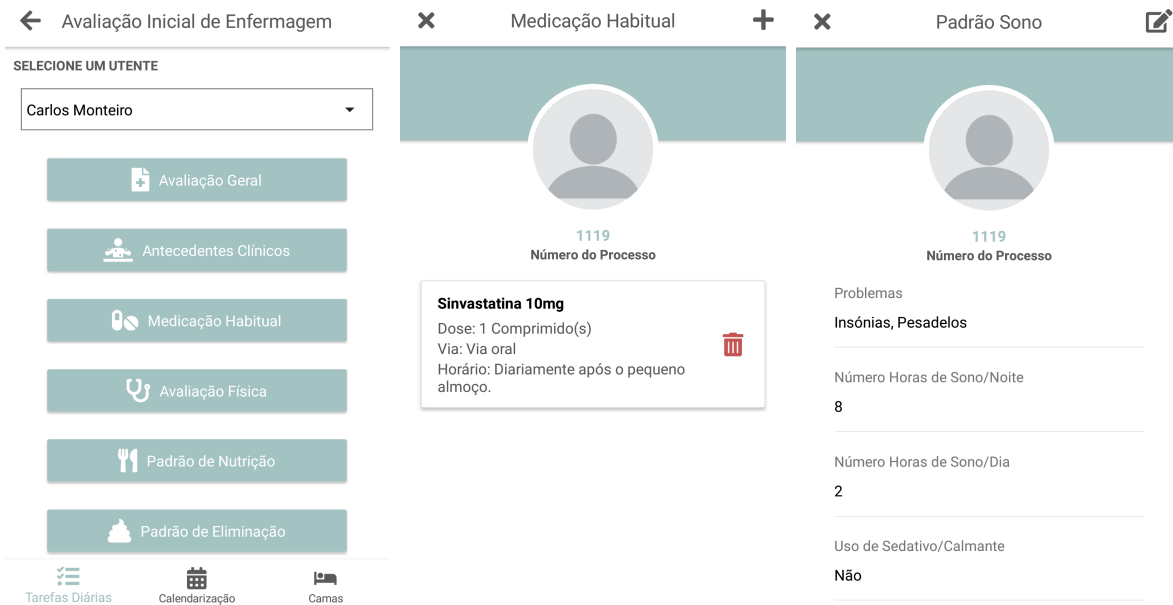 Avaliação Inicial de Enfermagem
SELECIONE UM UTENTE
Carlos Monteiro
Avaliação Geral
Antecedentes Clínicos
Medicação Habitual
Avaliação Física
Padrão de Nutrição
Padrão de Eliminação
Tarefas Diárias
Calendarização
Camas
Medicação Habitual
1119
Número do Processo
Sinvastatina 10mg
Dose: 1 Comprimido(s)
Via: Via oral
Horário: Diariamente após o pequeno
almoço.
Padrão Sono
1119
Número do Processo
Problemas
Insónias, Pesadelos
Número Horas de Sono/Noite
8
Número Horas de Sono/Dia
2
Uso de Sedativo/Calmante
Não